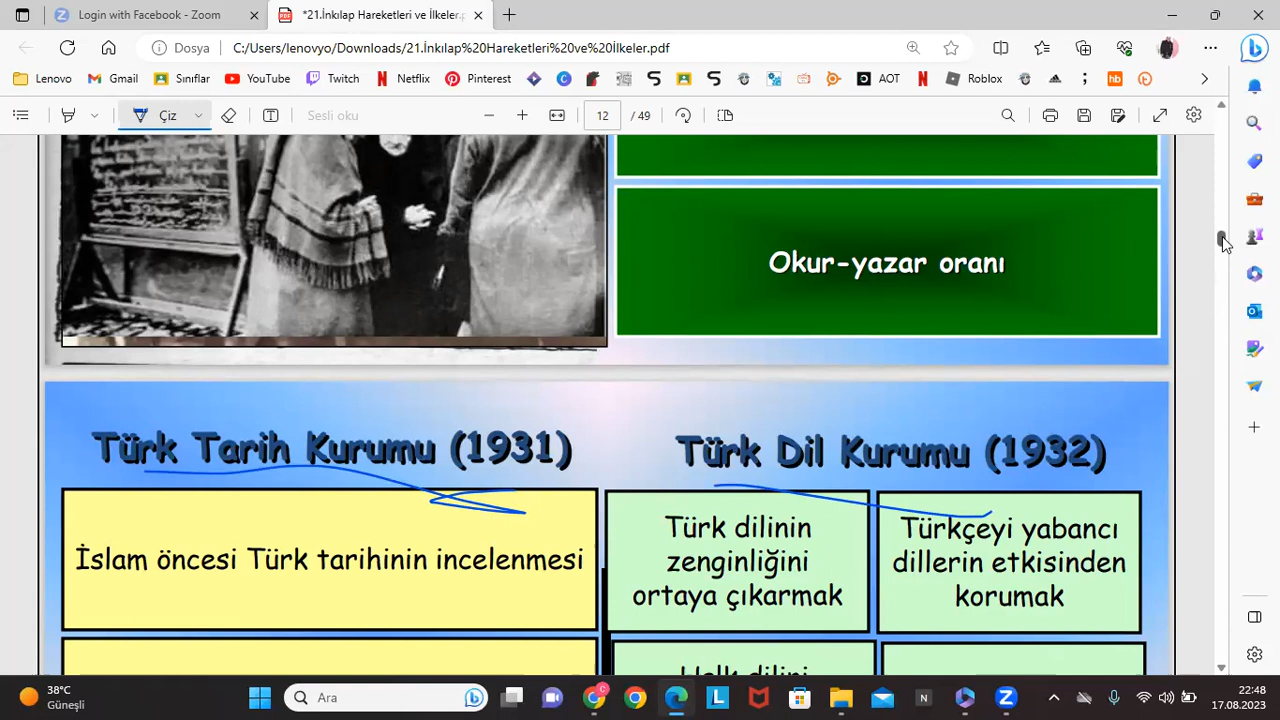 Login with Facebook - Zoom
*21.İnkılap Hareketleri ve İlkeler.p
Dosya
C:/Users/lenovyo/Downloads/21.İnkılap%20Hareketleri%20ve%20İlkeler.pdf
Lenovo
Gmail
Sınıflar
YouTube
Twitch
Netflix
Pinterest
AOT
Roblox
Çiz
Sesli oku
12 / 49
Okur-yazar oranı
Türk Tarih Kurumu (1931)
Türk Dil Kurumu (1932)
İslam öncesi Türk tarihinin incelenmesi
Türk dilinin
zenginliğini
ortaya çıkarmak
Türkçeyi yabancı
dillerin etkisinden
korumak
Halk dilini
38°C
Güneşli
Ara
22:48
17.08.2023